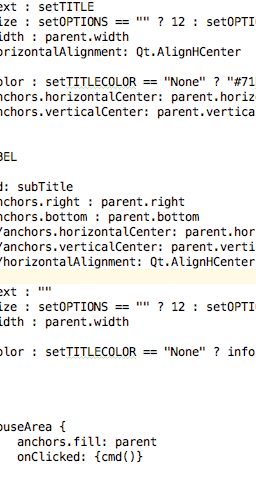 ext : setTITLE
ize : setOPTIONS == "" ? 12 : setOPTI
idth : parent.width
orizontalAlignment: Qt.AlignHCenter
olor : setTITLECOLOR == "None" ? "#71
nchors.horizontalCenter: parent.horiz
nchors.verticalCenter: parent.vertica
BEL
d: subTitle
nchors.right : parent.right
nchors.bottom : parent.bottom
/anchors.horizontalCenter: parent.hor
/anchors.verticalCenter: parent.verti
/horizontalAlignment: Qt.AlignHCenter
ext : ""
ize : setOPTIONS == "" ? 12 : setOPTI
idth : parent.width
olor : setTITLECOLOR == "None" ? info
ouseArea {
anchors.fill: parent
onClicked: {cmd()}